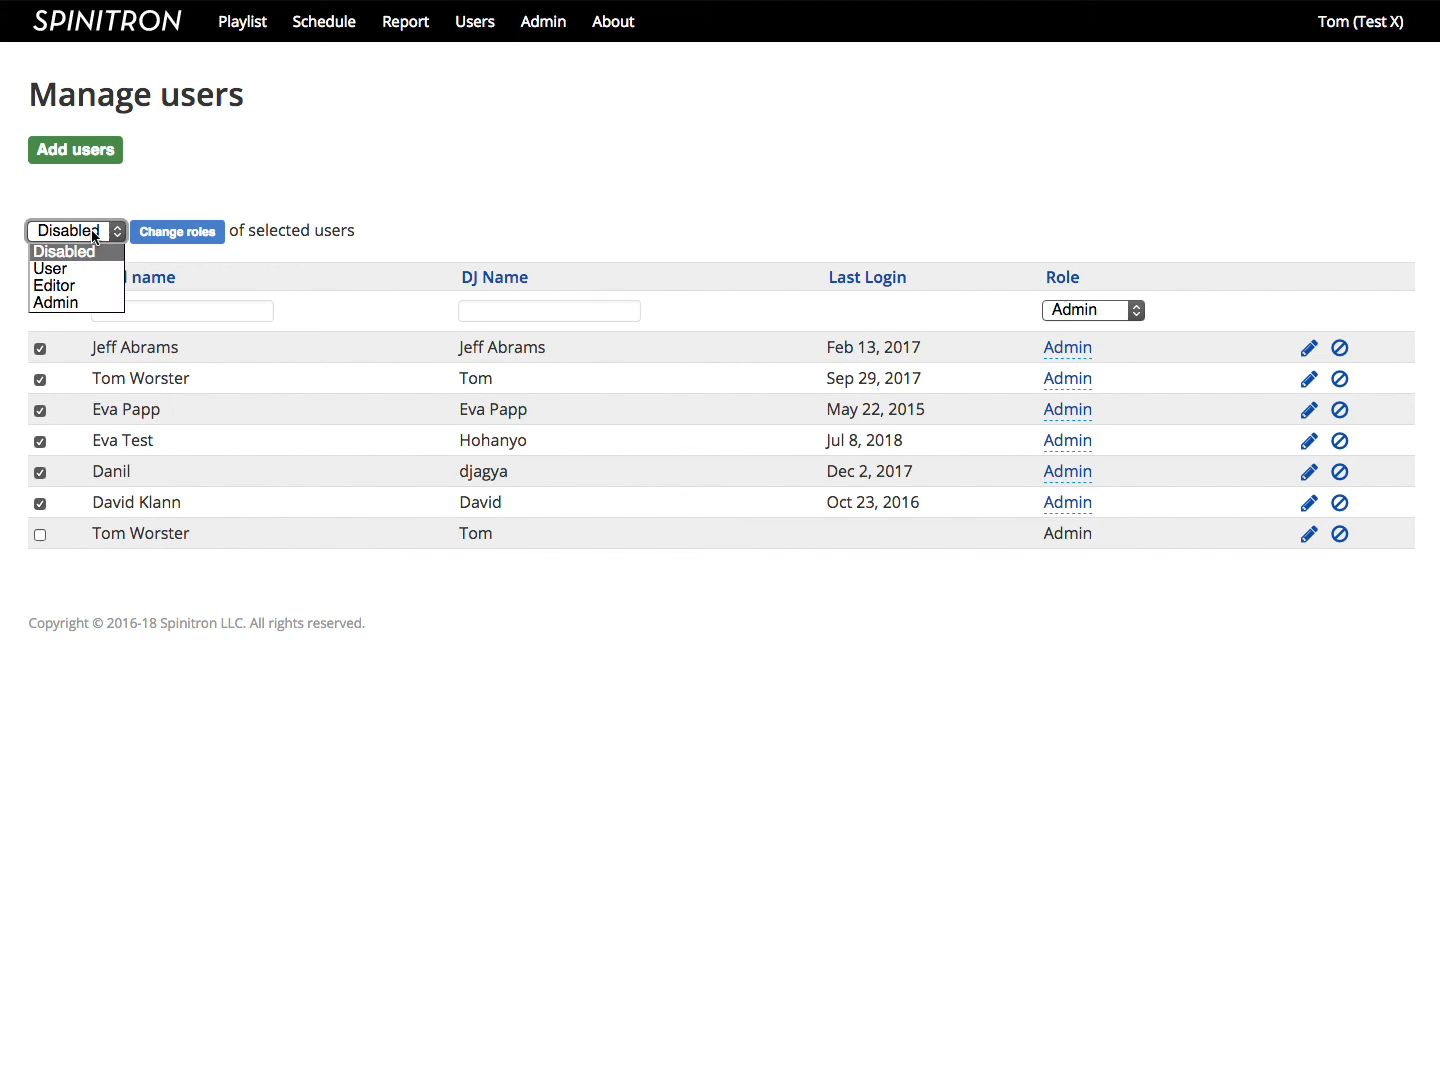 SPINITRON Playlist Schedule Report Users Admin About Tom (Test X)
Manage users
Add users
Disabled Change roles of selected users
Disabled
User
Editor
Admin
name DJ Name Last Login Role
Admin
Jeff Abrams Jeff Abrams Feb 13, 2017 Admin
Tom Worster Tom Sep 29, 2017 Admin
Eva Papp Eva Papp May 22, 2015 Admin
Eva Test Hohanyo Jul 8, 2018 Admin
Danil djagya Dec 2, 2017 Admin
David Klann David Oct 23, 2016 Admin
Tom Worster Tom Admin
Copyright © 2016-18 Spinitron LLC. All rights reserved.